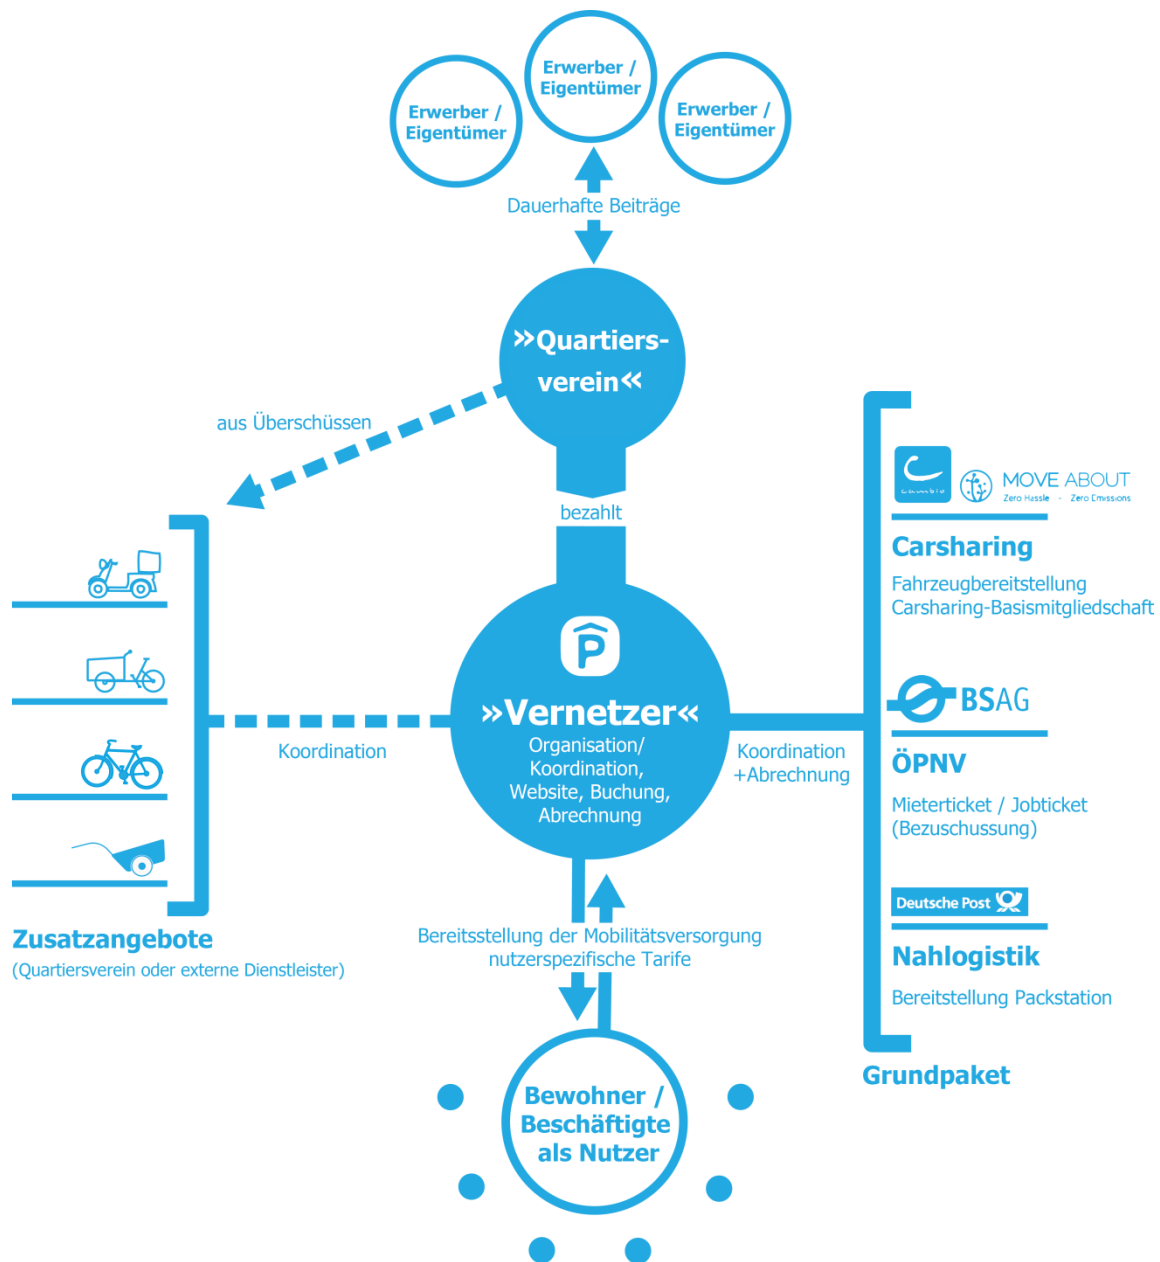 Erwerber /
Eigentümer
Erwerber /
Eigentümer
Erwerber /
Eigentümer
Dauerhafte Beiträge
»Quartiers-
verein«
aus Überschüssen
bezahlt
cambio
MOVE ABOUT
Zero Hassle - Zero Emissions
Carsharing
Fahrzeugbereitstellung
Carsharing-Basismitgliedschaft
P
»Vernetzer«
Organisation/
Koordination,
Website, Buchung,
Abrechnung
Koordination
Koordination
+Abrechnung
BSAG
ÖPNV
Mieterticket / Jobticket
(Bezuschussung)
Deutsche Post
Nahlogistik
Bereitstellung Packstation
Grundpaket
Zusatzangebote
(Quartiersverein oder externe Dienstleister)
Bereitsstellung der Mobilitätsversorgung
nutzerspezifische Tarife
Bewohner /
Beschäftigte
als Nutzer